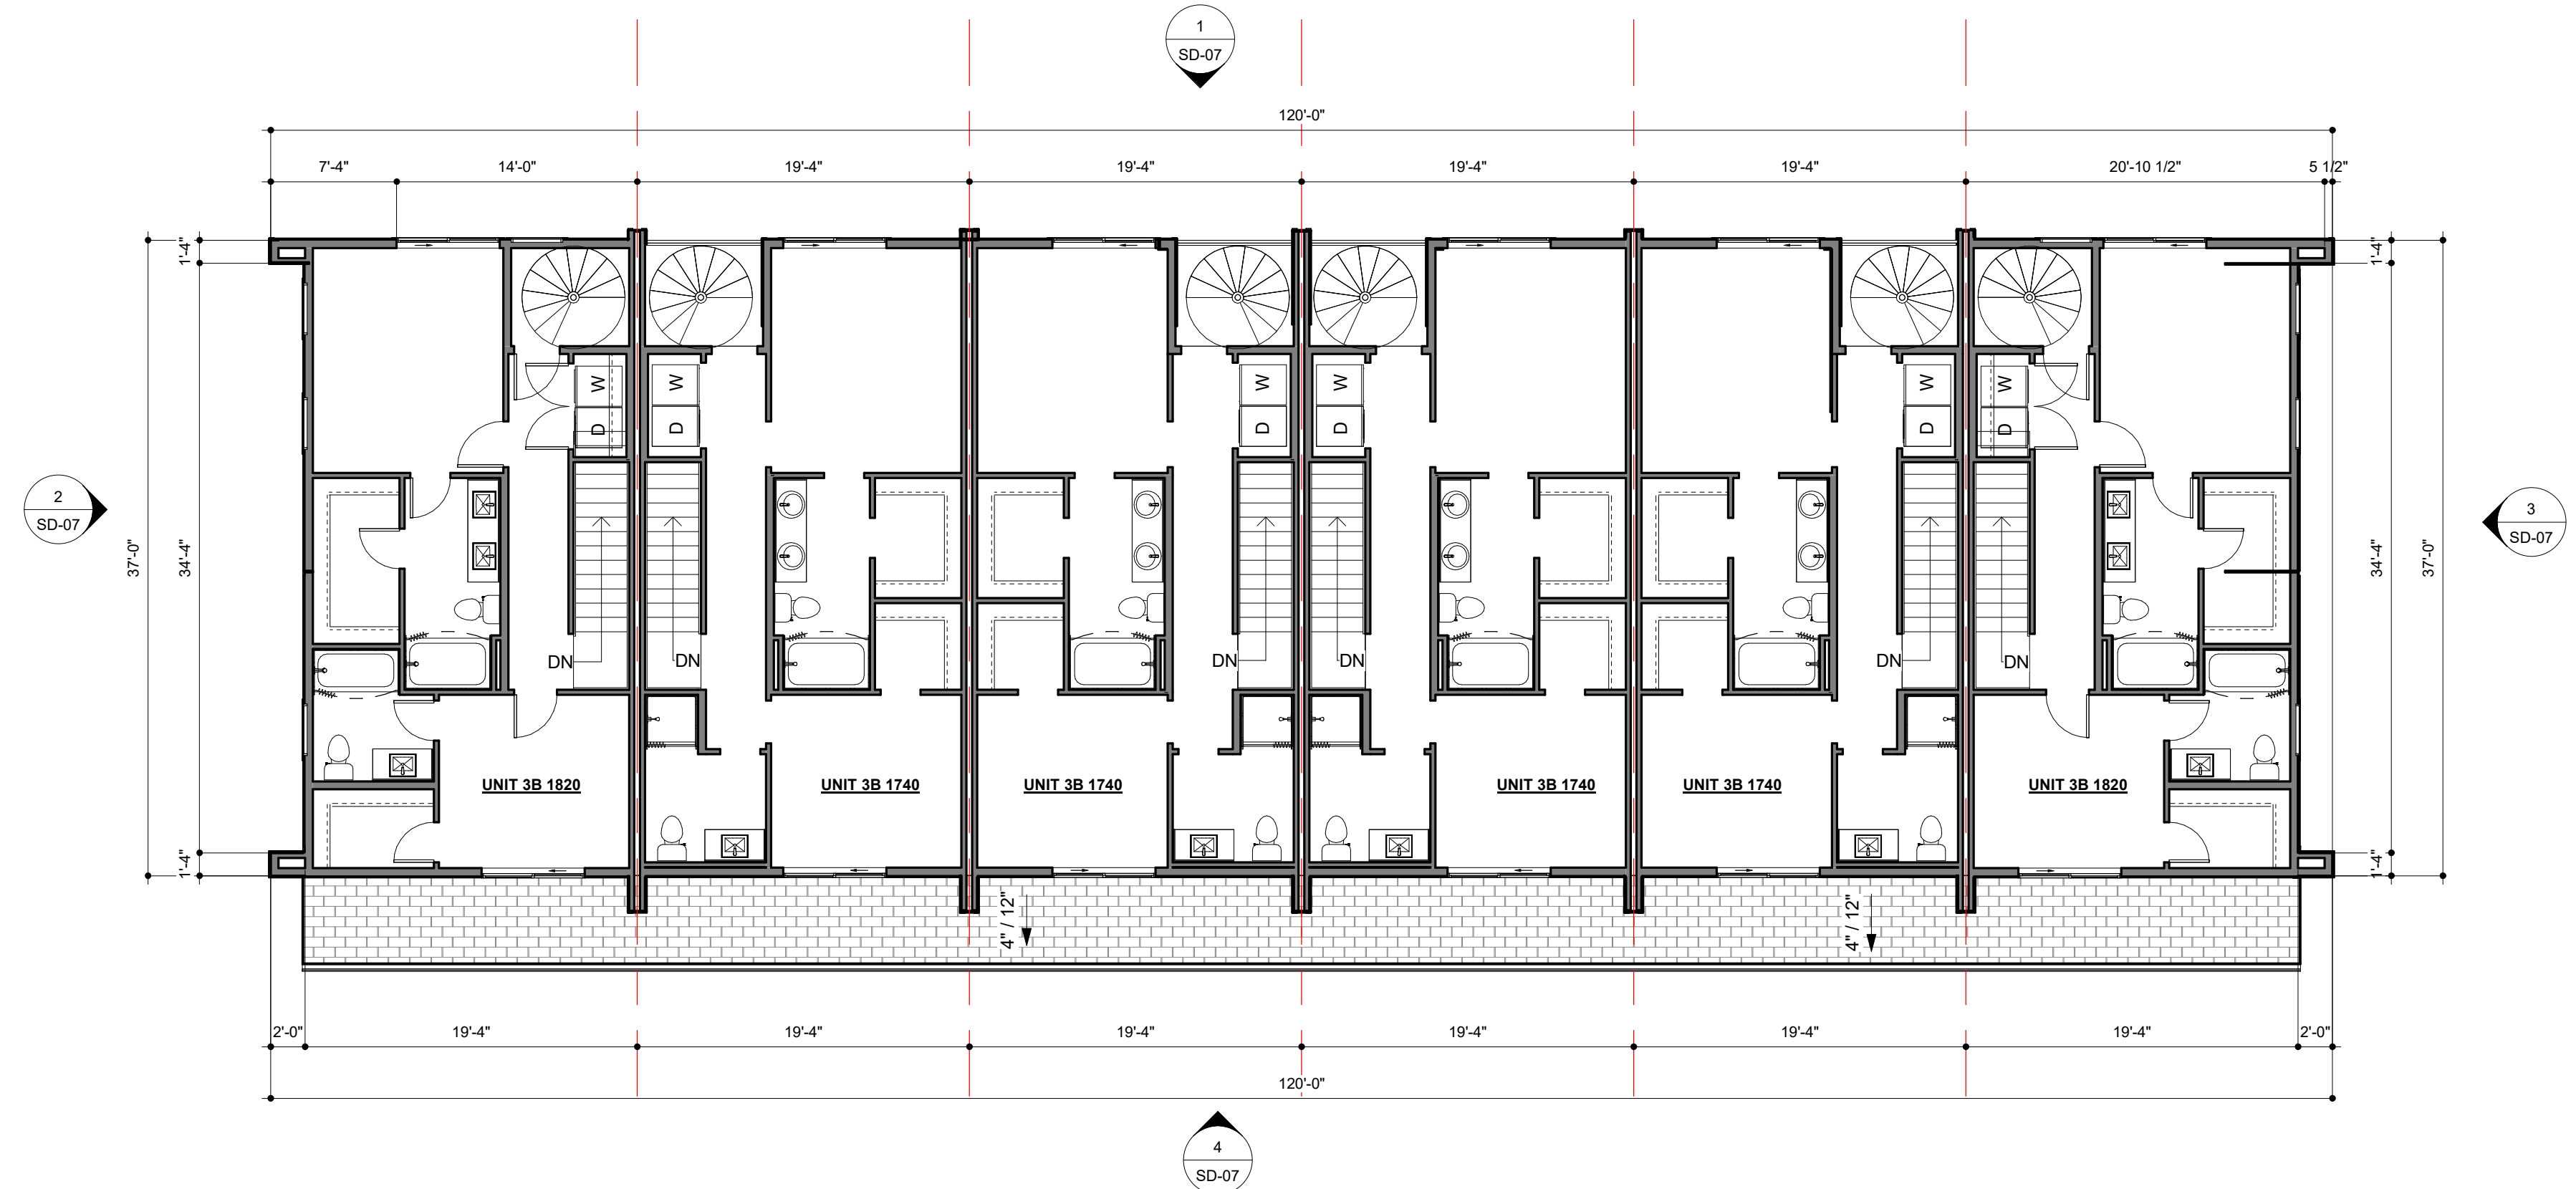 1
SD-07
120'-0"
7'-4"
14'-0"
19'-4"
19'-4"
19'-4"
19'-4"
20'-10 1/2"
5 1/2"
1'-4"
1'-4"
W
W
W
W
W
W
D
D
D
D
D
D
2
SD-07
3
SD-07
37'-0"
34'-4"
34'-4"
37'-0"
DN
DN
DN
DN
DN
DN
UNIT 3B 1820
UNIT 3B 1740
UNIT 3B 1740
UNIT 3B 1740
UNIT 3B 1740
UNIT 3B 1820
1'-4"
1'-4"
4" / 12"
4" / 12"
2'-0"
19'-4"
19'-4"
19'-4"
19'-4"
19'-4"
19'-4"
2'-0"
120'-0"
4
SD-07